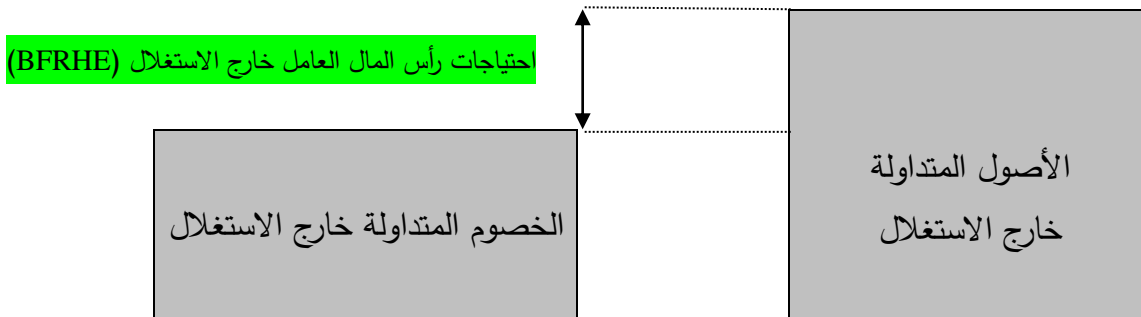 احتياجات رأس المال العامل خارج الاستغلال (BFRHE)
الأصول المتداولة
خارج الاستغلال
الخصوم المتداولة خارج الاستغلال